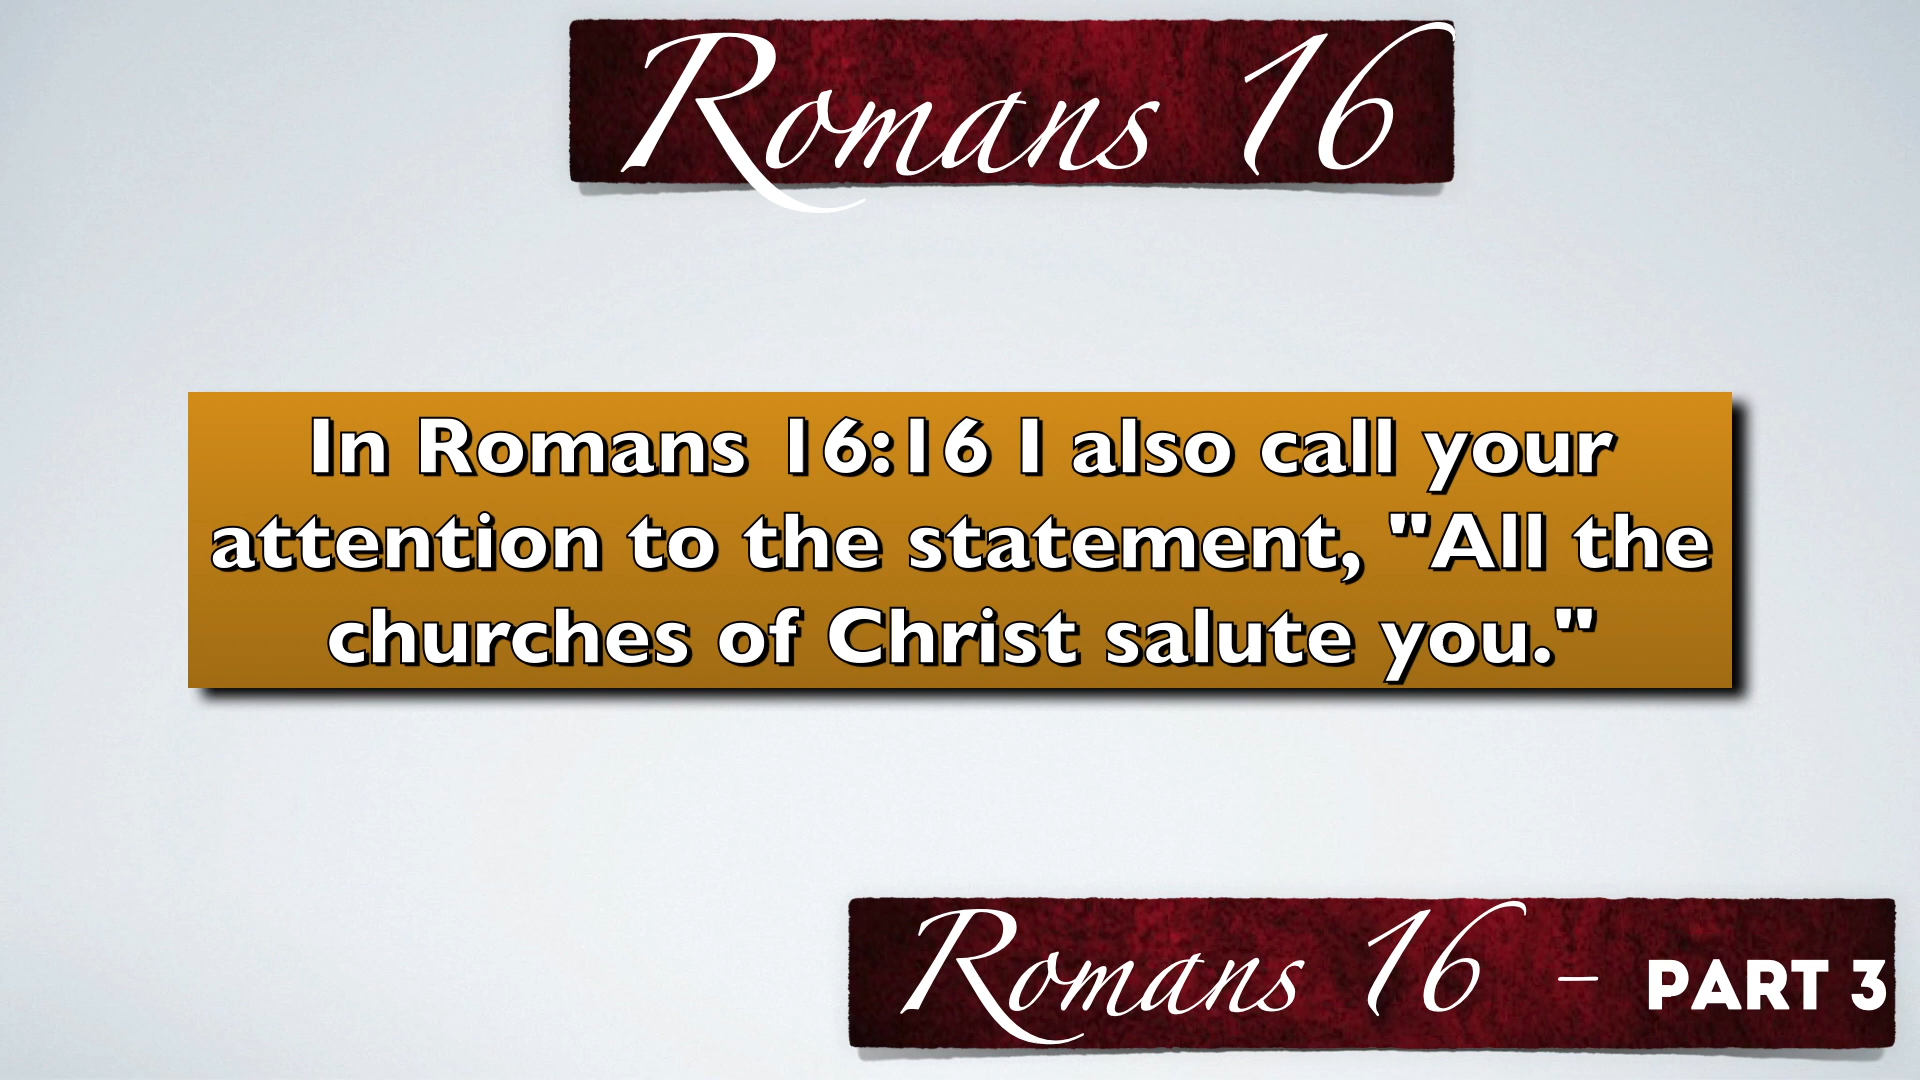 Romans 16
In Romans 16:16 I also call your
attention to the statement, "All the
churches of Christ salute you."
Romans 16 – PART 3